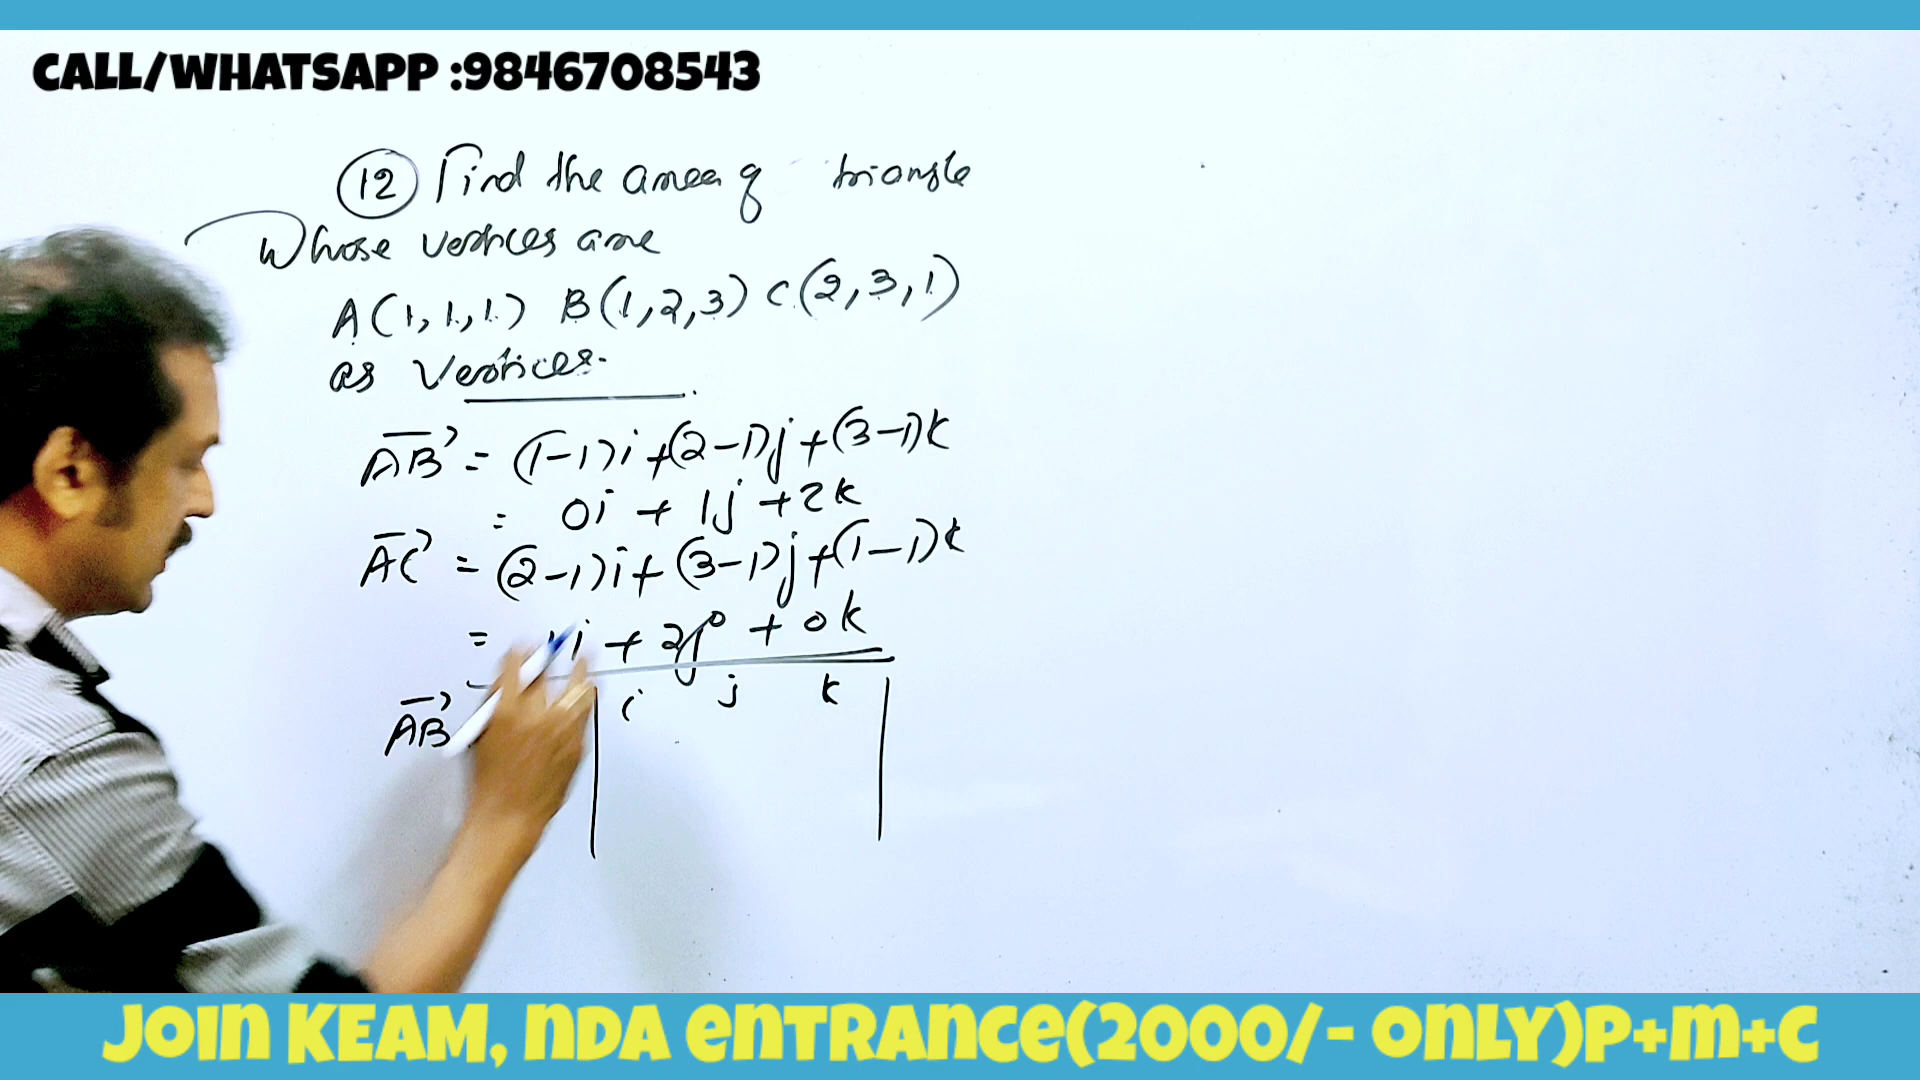 CALL/WHATSAPP :9846708543
12 Find the area of triangle
Whose vertices are
A(1,1,1) B(1,2,3) C(2,3,1)
as vertices.
AB = (1-1)i+(2-1)j+(3-1)k
= 0i + 1j +2k
AC = (2-1)i+(3-1)j+(1-1)k
= 1i + 2j + 0k
i j k
AB
JOIN KEAM, NDA ENTRANCE(2000/- ONLY)P+M+C